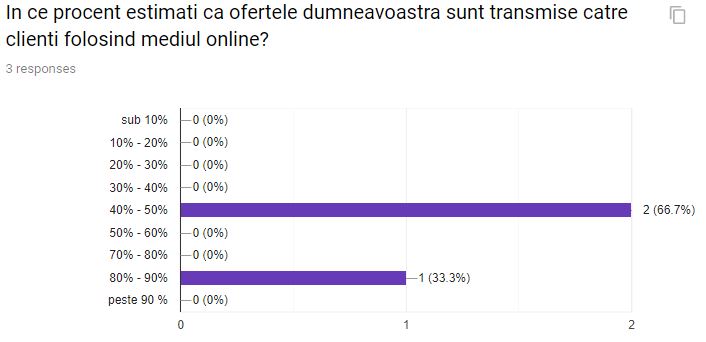 In ce procent estimati ca ofertele dumneavoastra sunt transmise catre
clienti folosind mediul online?
3 responses
sub 10% 0 (0%)
10% - 20% 0 (0%)
20% - 30% 0 (0%)
30% - 40% 0 (0%)
40% - 50% 2 (66.7%)
50% - 60% 0 (0%)
70% - 80% 0 (0%)
80% - 90% 1 (33.3%)
peste 90 % 0 (0%)
0 1 2